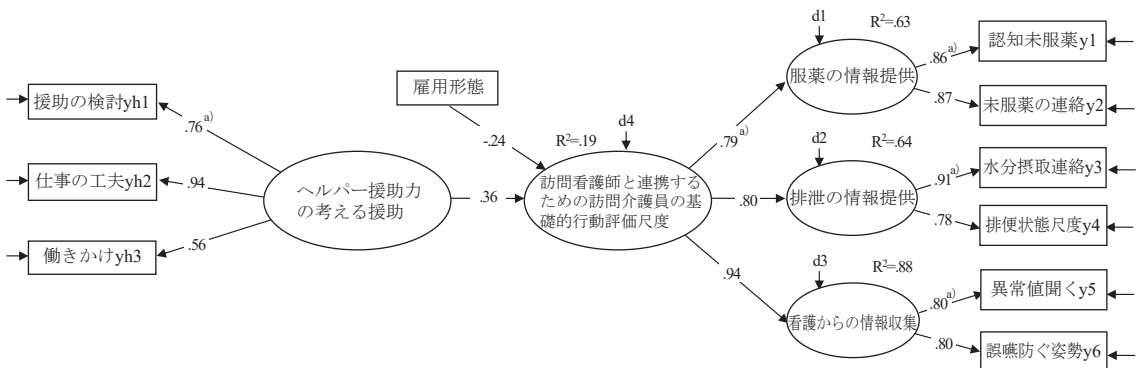 援助の検討yh1
仕事の工夫yh2
働きかけyh3
.76a)
.94
.56
ヘルパー援助力
の考える援助
雇用形態
-.24
.36
R²=.19
d4
訪問看護師と連携する
ための訪問介護員の基
礎的行動評価尺度
.79a)
.80
.94
d1
R²=.63
服薬の情報提供
.86a)
.87
認知未服薬y1
未服薬の連絡y2
d2
R²=.64
排泄の情報提供
.91a)
.78
水分摂取連絡y3
排便状態尺度y4
d3
R²=.88
看護からの情報収集
.80a)
.80
異常値聞くy5
誤嚥防ぐ姿勢y6